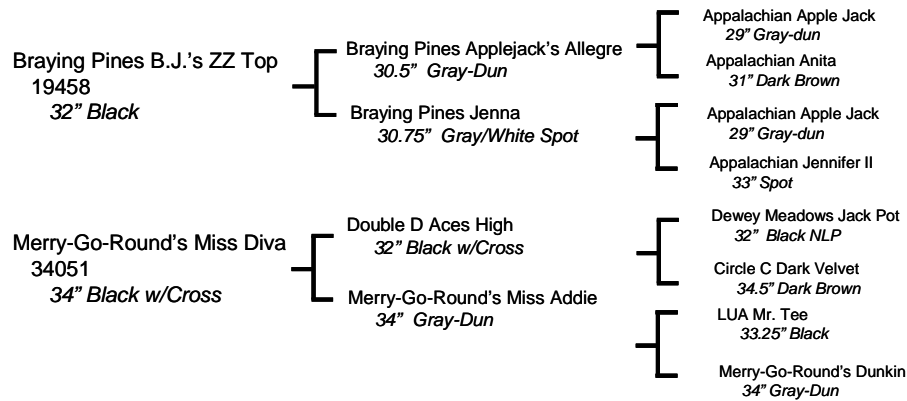 Braying Pines B.J.'s ZZ Top
19458
32" Black
Braying Pines Applejack's Allegre
30.5" Gray-Dun
Braying Pines Jenna
30.75" Gray/White Spot
Appalachian Apple Jack
29" Gray-dun
Appalachian Anita
31" Dark Brown
Appalachian Apple Jack
29" Gray-dun
Appalachian Jennifer II
33" Spot
Merry-Go-Round's Miss Diva
34051
34" Black w/Cross
Double D Aces High
32" Black w/Cross
Merry-Go-Round's Miss Addie
34" Gray-Dun
Dewey Meadows Jack Pot
32" Black NLP
Circle C Dark Velvet
34.5" Dark Brown
LUA Mr. Tee
33.25" Black
Merry-Go-Round's Dunkin
34" Gray-Dun